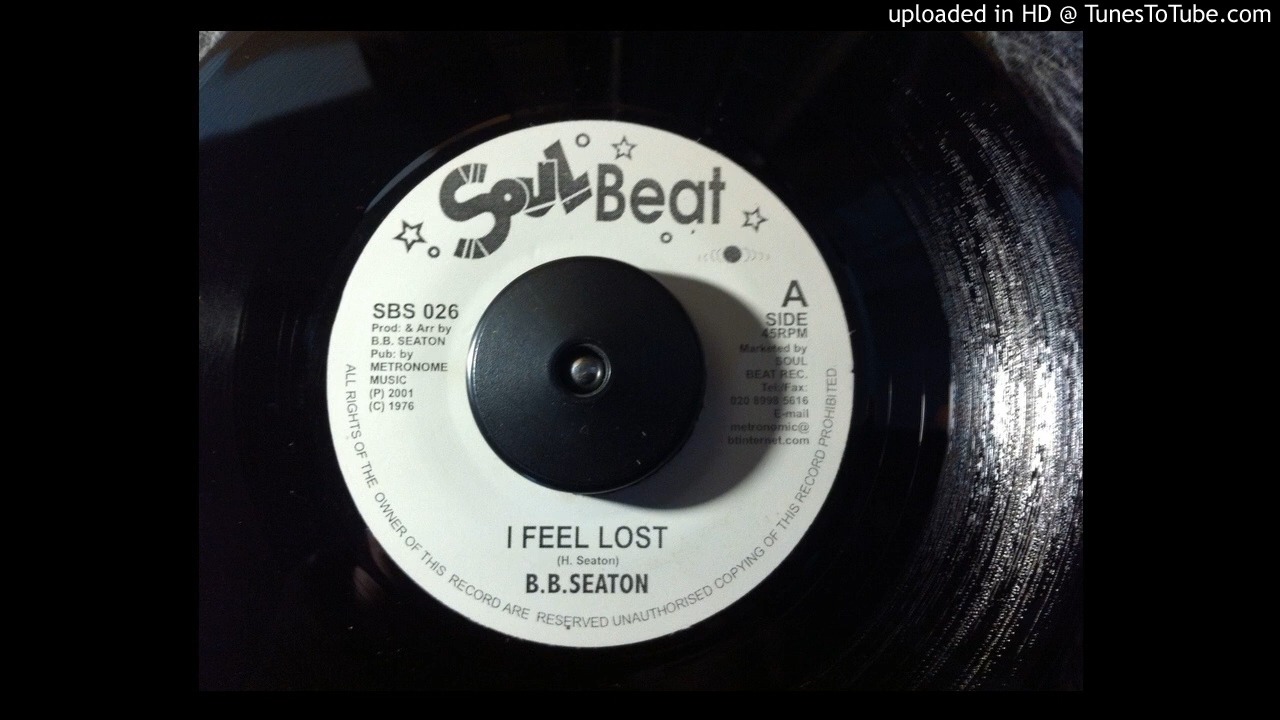 uploaded in HD @ TunesToTube.com
Soul Beat
SBS 026
Prod: & Arr by
B.B. SEATON
Pub: by
METRONOME
MUSIC
(P) 2001
(C) 1976
A
SIDE
45RPM
Marketed by
SOUL
BEAT REC.
Tel/Fax:
020 8998 5616
E-mail
metronomic@
btinternet.com
I FEEL LOST
(H. Seaton)
B.B.SEATON
ALL RIGHTS OF THE OWNER OF THIS RECORD ARE RESERVED UNAUTHORISED COPYING OF THIS RECORD PROHIBITED